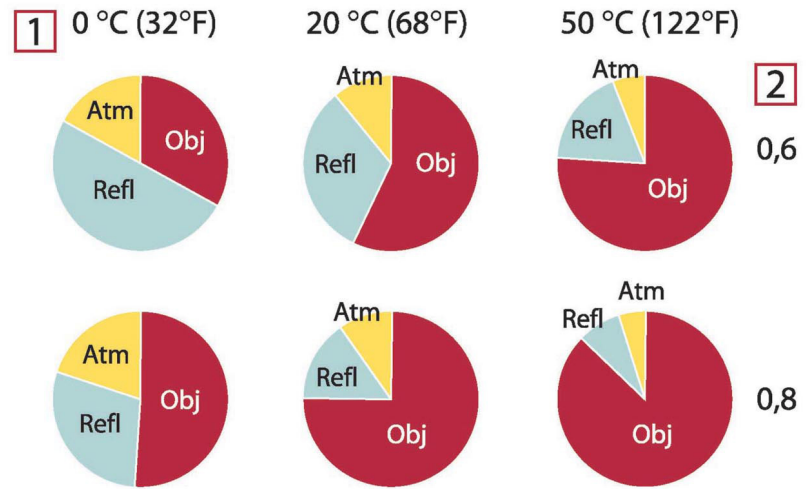 1 0 °C (32°F) 20 °C (68°F) 50 °C (122°F)
2
0,6
Atm Obj Refl
Atm Refl Obj
Atm Refl Obj
0,8
Atm Obj Refl
Atm Refl Obj
Atm Refl Obj